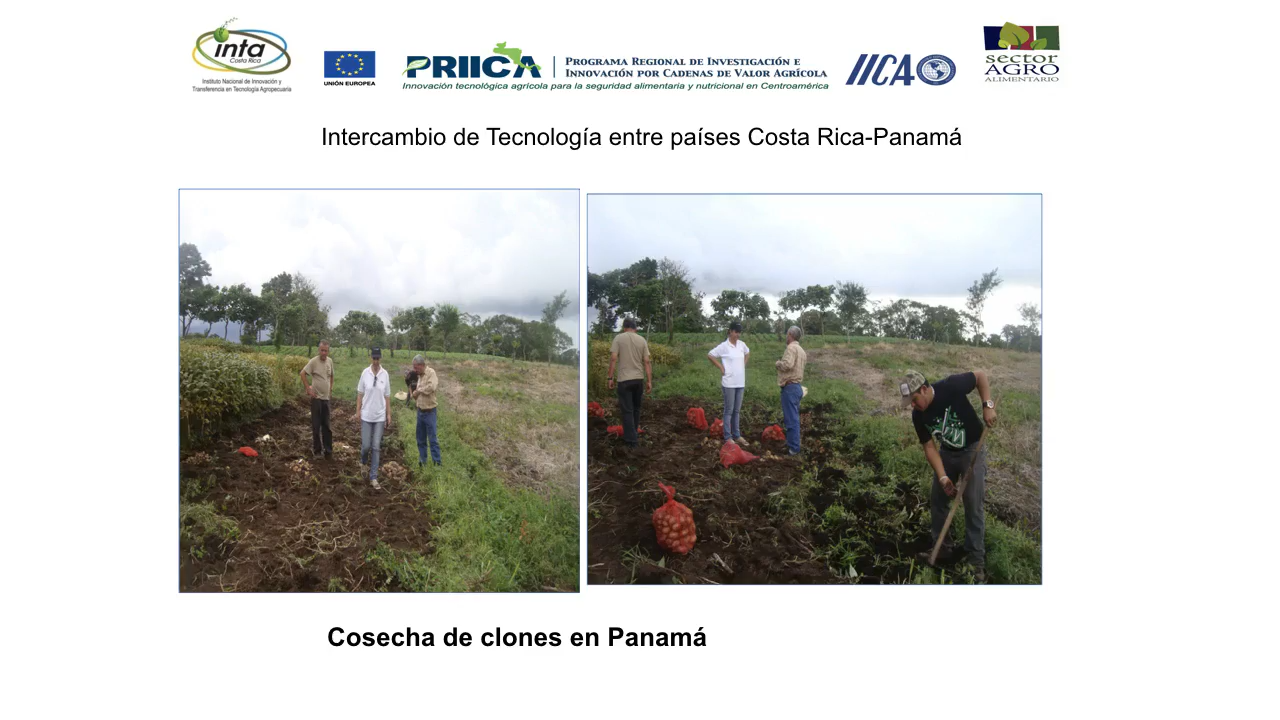 inta
Costa Rica
Instituto Nacional de Innovación y
Transferencia en Tecnología Agropecuaria
UNIÓN EUROPEA
PRIICA
PROGRAMA REGIONAL DE INVESTIGACIÓN E
INNOVACIÓN POR CADENAS DE VALOR AGRÍCOLA
Innovación tecnológica agrícola para la seguridad alimentaria y nutricional en Centroamérica
IICA
sector
AGRO
ALIMENTARIO
Intercambio de Tecnología entre países Costa Rica-Panamá
Cosecha de clones en Panamá